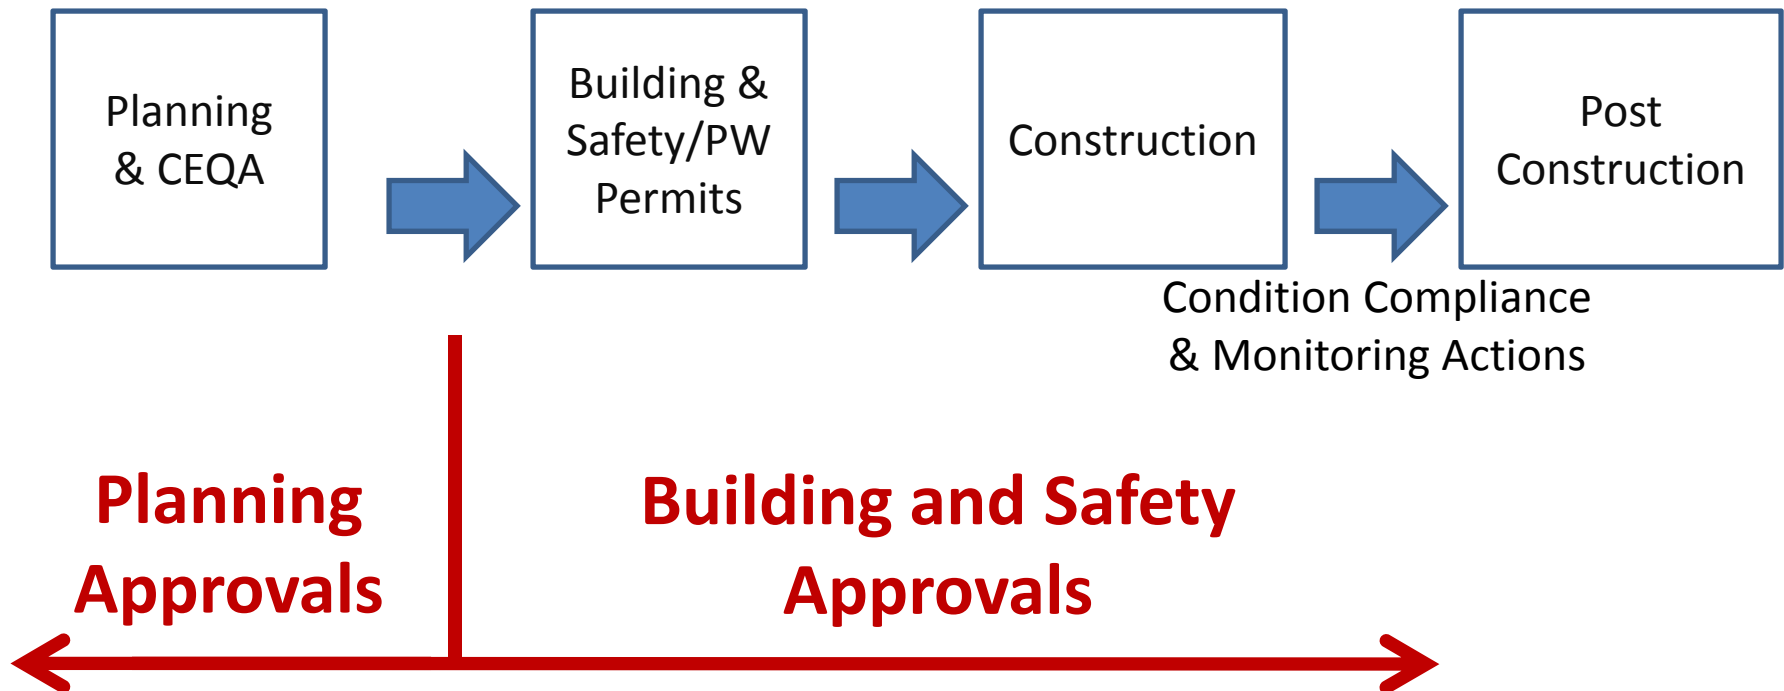 Planning
& CEQA
Building &
Safety/PW
Permits
Construction
Post
Construction
Condition Compliance
& Monitoring Actions
Planning
Approvals
Building and Safety
Approvals